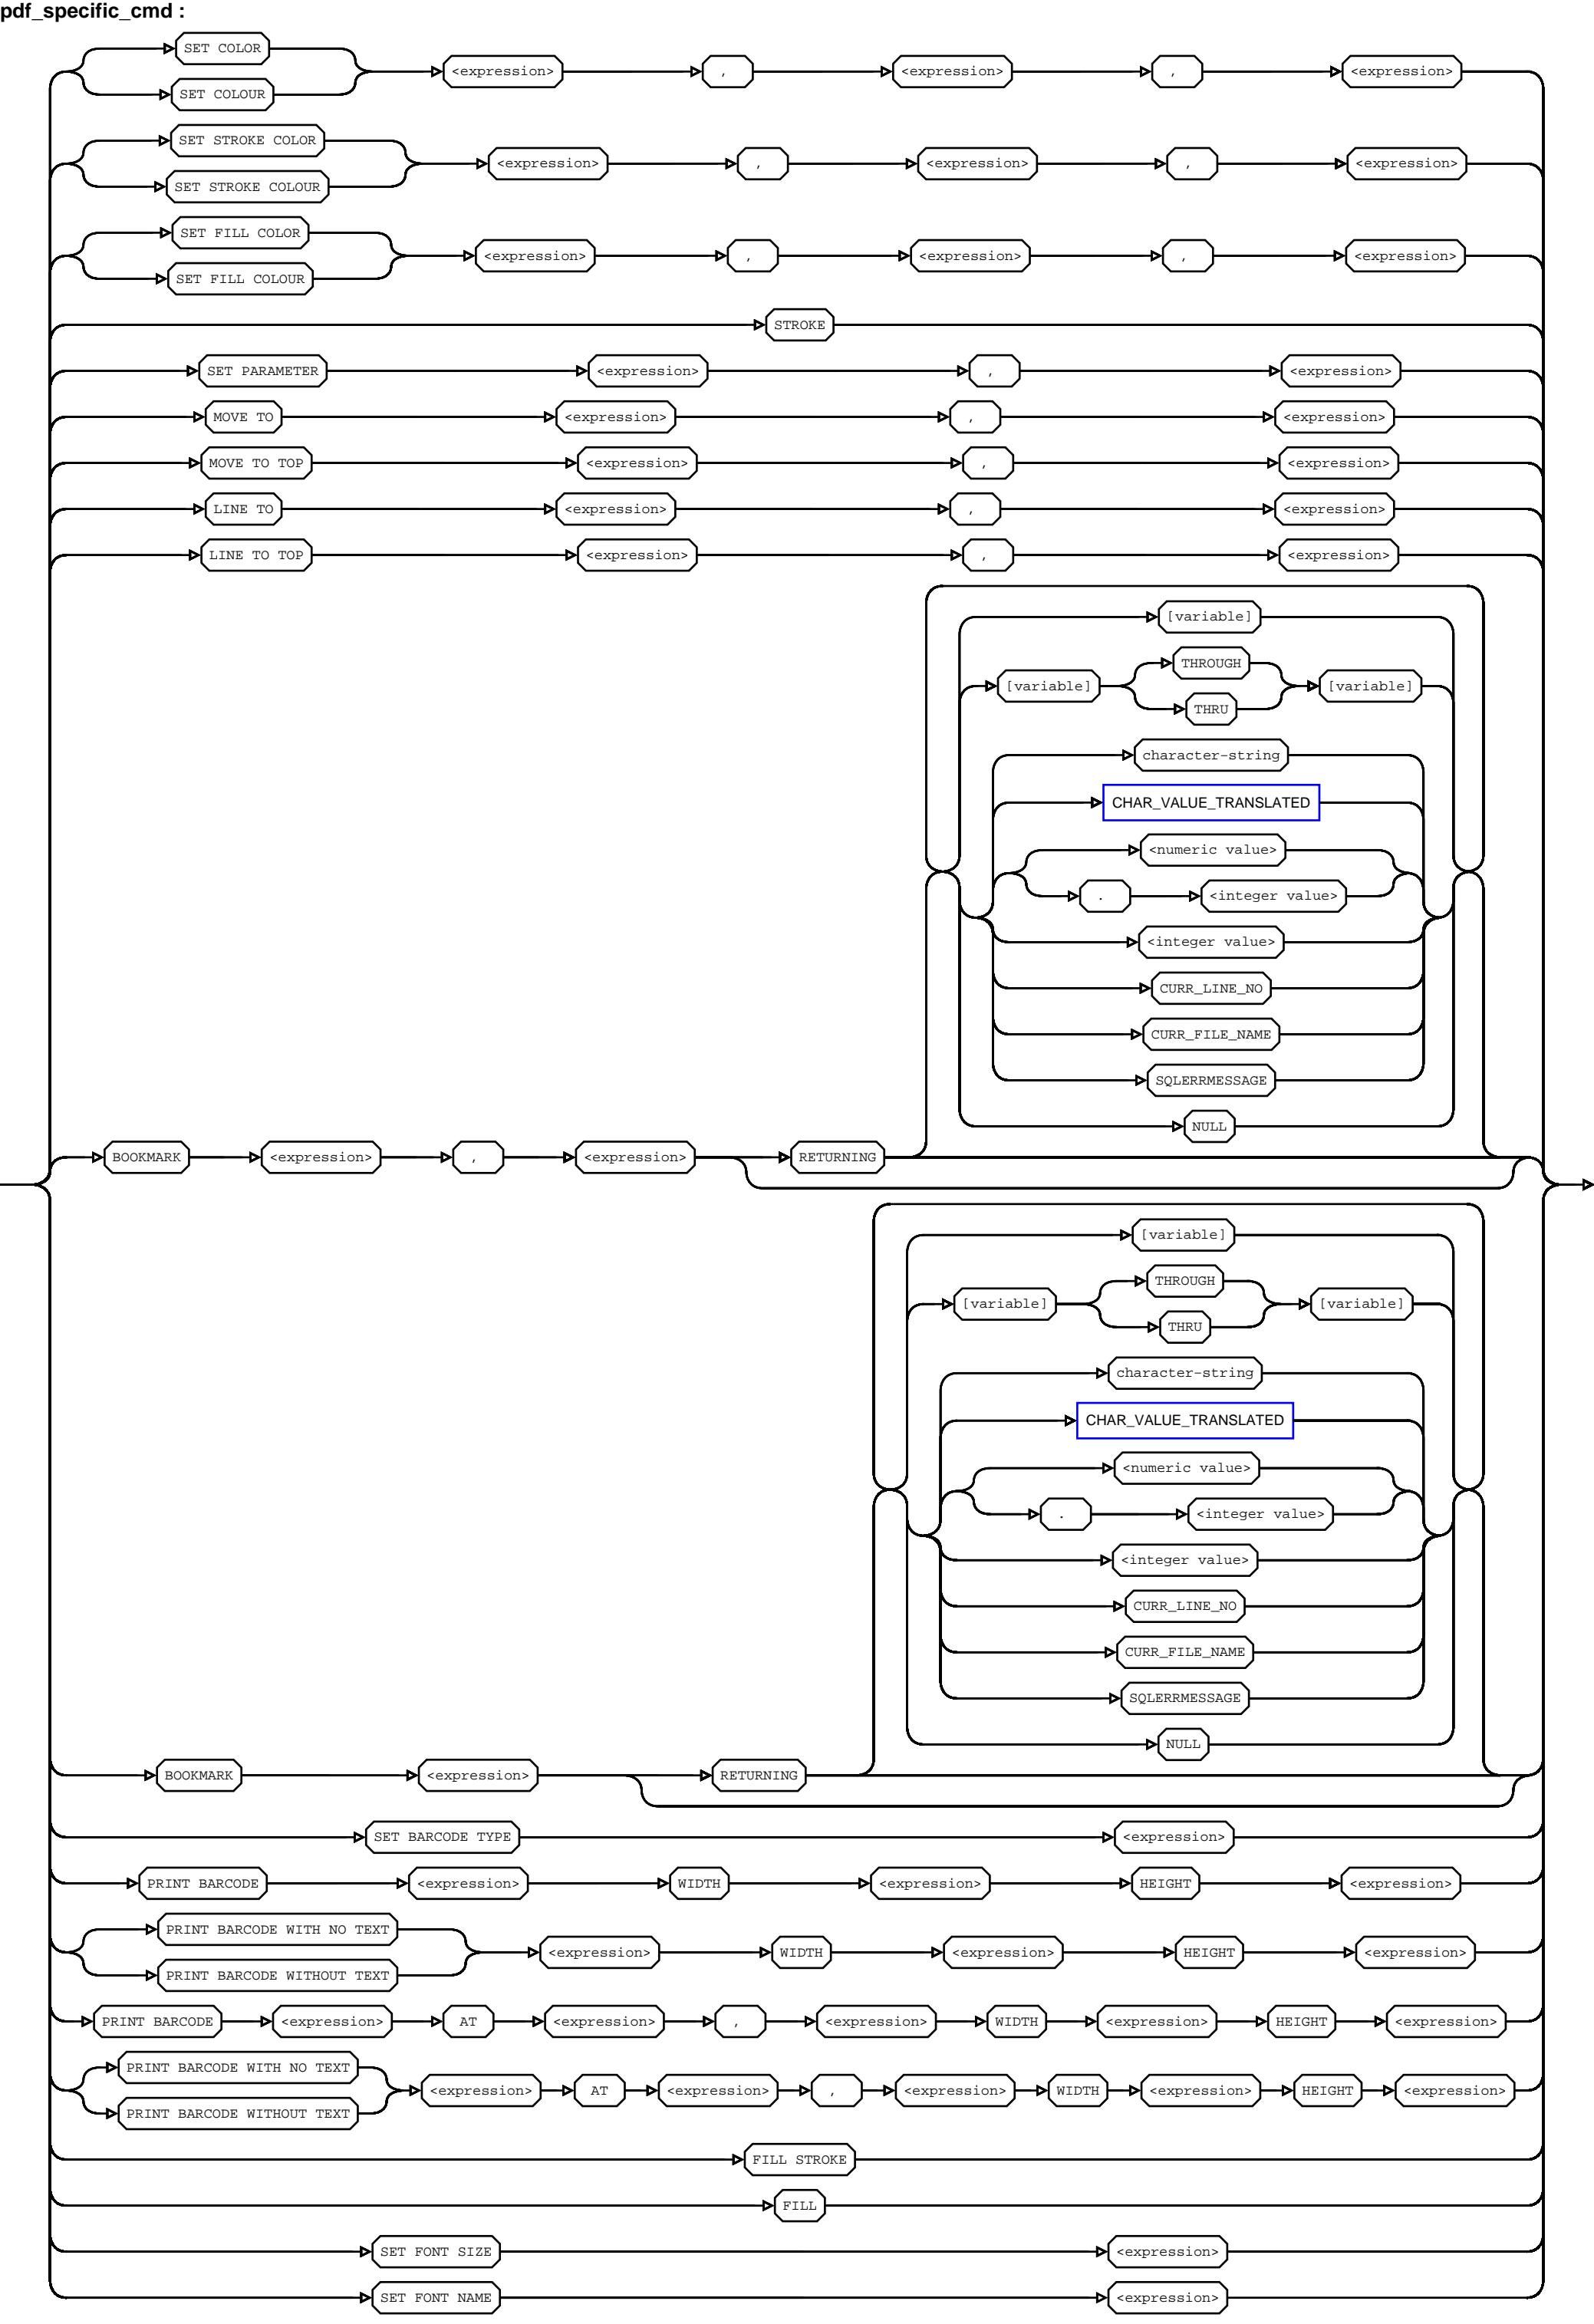 pdf_specific_cmd :
SET COLOR
<expression> , <expression> , <expression>
SET COLOUR
SET STROKE COLOR
<expression> , <expression> , <expression>
SET STROKE COLOUR
SET FILL COLOR
<expression> , <expression> , <expression>
SET FILL COLOUR
STROKE
SET PARAMETER <expression> , <expression>
MOVE TO <expression> , <expression>
MOVE TO TOP <expression> , <expression>
LINE TO <expression> , <expression>
LINE TO TOP <expression> , <expression>
[variable]
THROUGH
[variable] [variable]
THRU
character-string
CHAR_VALUE_TRANSLATED
<numeric value>
. <integer value>
<integer value>
CURR_LINE_NO
CURR_FILE_NAME
SQLERRMESSAGE
NULL
BOOKMARK <expression> , <expression> RETURNING
[variable]
THROUGH
[variable] [variable]
THRU
character-string
CHAR_VALUE_TRANSLATED
<numeric value>
. <integer value>
<integer value>
CURR_LINE_NO
CURR_FILE_NAME
SQLERRMESSAGE
NULL
BOOKMARK <expression> RETURNING
SET BARCODE TYPE <expression>
PRINT BARCODE <expression> WIDTH <expression> HEIGHT <expression>
PRINT BARCODE WITH NO TEXT
<expression> WIDTH <expression> HEIGHT <expression>
PRINT BARCODE WITHOUT TEXT
PRINT BARCODE <expression> AT <expression> , <expression> WIDTH <expression> HEIGHT <expression>
PRINT BARCODE WITH NO TEXT
<expression> AT <expression> , <expression> WIDTH <expression> HEIGHT <expression>
PRINT BARCODE WITHOUT TEXT
FILL STROKE
FILL
SET FONT SIZE <expression>
SET FONT NAME <expression>